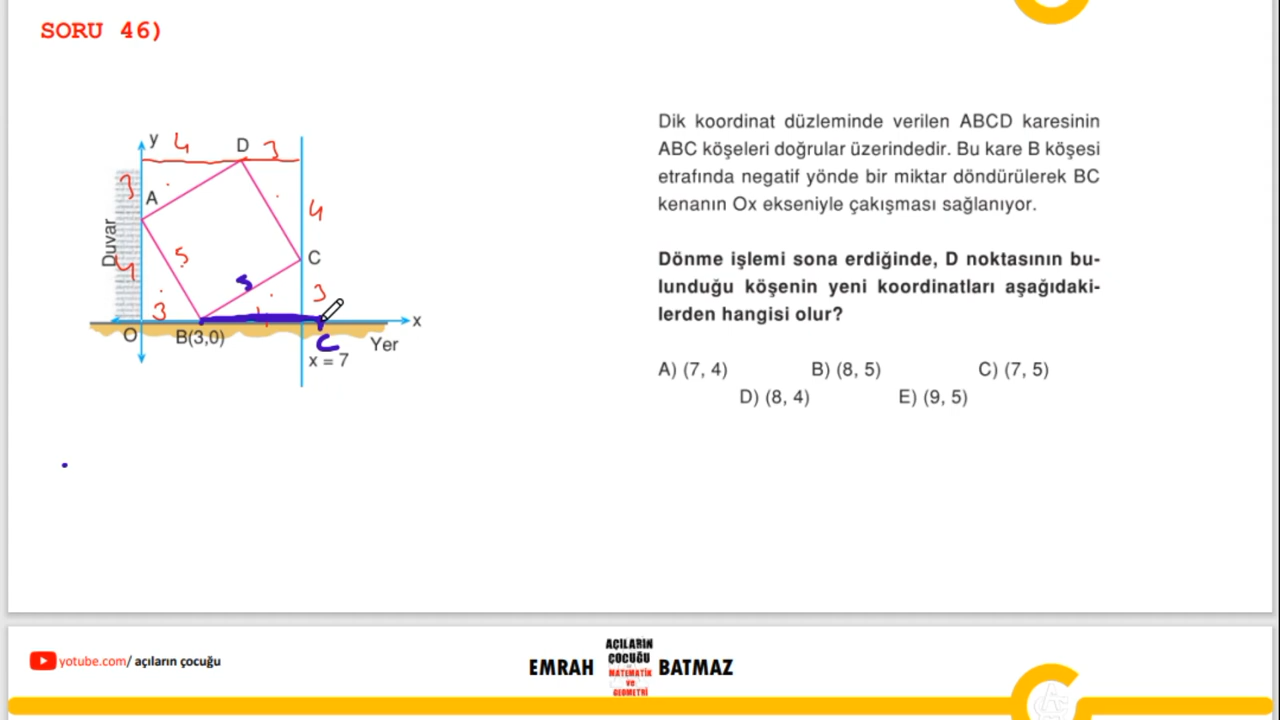 SORU 46)
y
4
D
3
3
A
Duvar
4
5
5
4
C
3
3
O
B(3,0)
C
x
Yer
x = 7
Dik koordinat düzleminde verilen ABCD karesinin
ABC köşeleri doğrular üzerindedir. Bu kare B köşesi
etrafında negatif yönde bir miktar döndürülerek BC
kenanın Ox ekseniyle çakışması sağlanıyor.
Dönme işlemi sona erdiğinde, D noktasının bu-
lunduğu köşenin yeni koordinatları aşağıdaki-
lerden hangisi olur?
A) (7, 4) B) (8, 5) C) (7, 5)
D) (8, 4) E) (9, 5)
yotube.com/ açıların çocuğu
EMRAH
AÇILARIN
ÇOCUĞU
MATEMATİK
ve
GEOMETRİ
BATMAZ